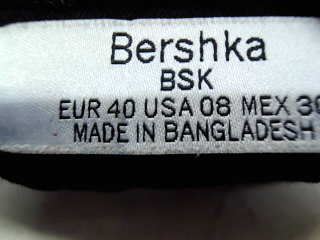 Bershka
BSK
EUR 40 USA 08 MEX 30
MADE IN BANGLADESH